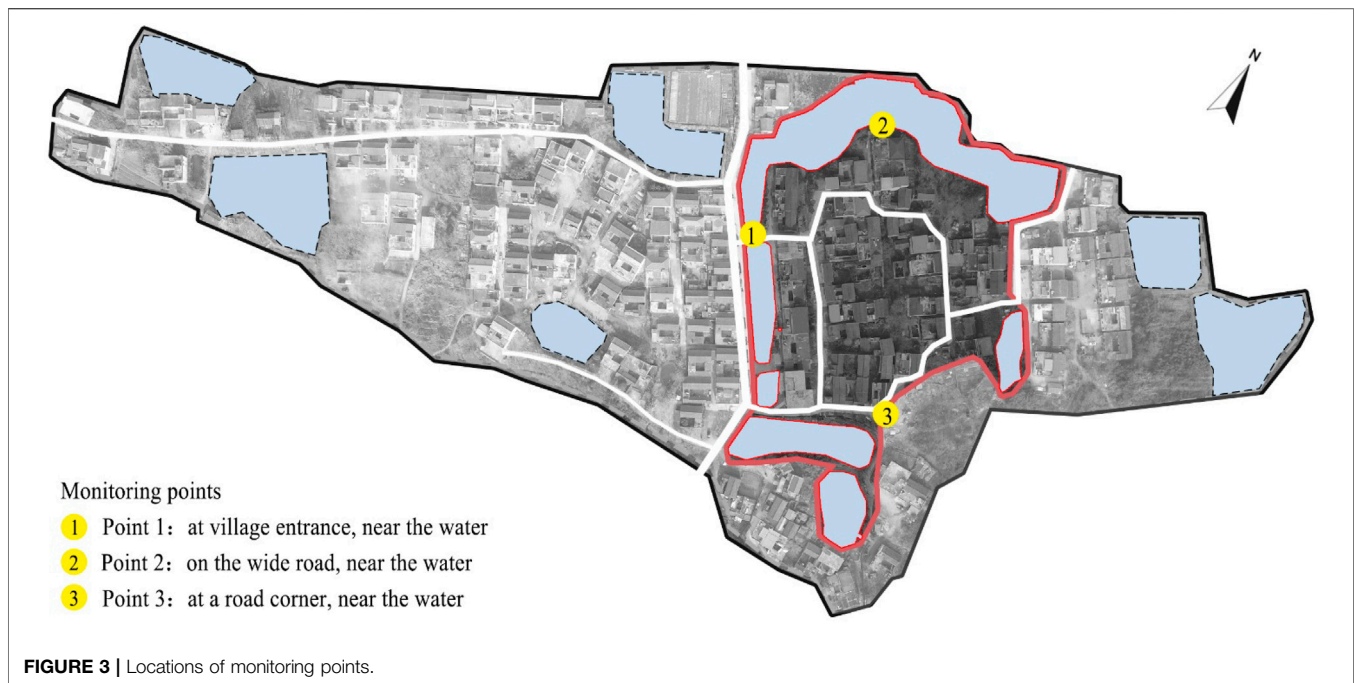 N
2
1
3
Monitoring points
1 Point 1: at village entrance, near the water
2 Point 2: on the wide road, near the water
3 Point 3: at a road corner, near the water
FIGURE 3 | Locations of monitoring points.